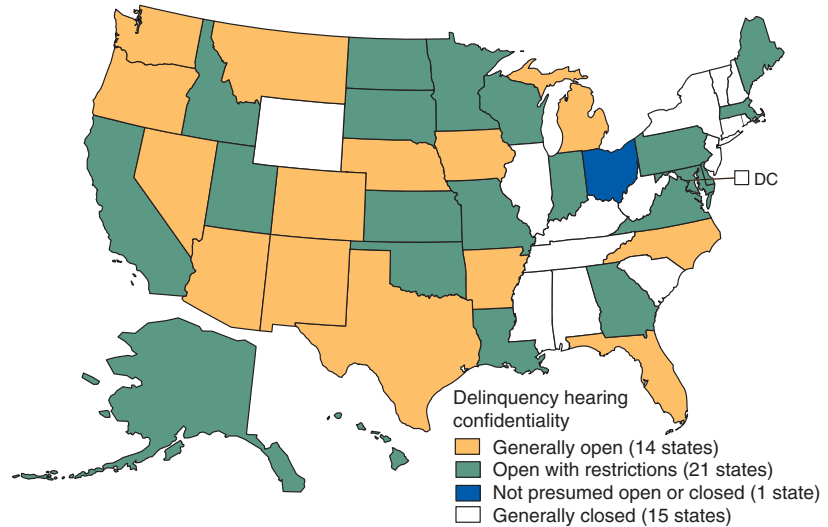 DC
Delinquency hearing
confidentiality
Generally open (14 states)
Open with restrictions (21 states)
Not presumed open or closed (1 state)
Generally closed (15 states)